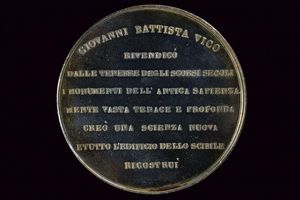 GIOVANNI BATTISTA VICO
RIVENDICÒ
DALLE TENEBRE DEGLI SCORSI SECOLI
I MONUMENTI DELL' ANTICA SAPIENZA
MENTE VASTA TENACE E PROFONDA
CREÒ UNA SCIENZA NUOVA
E TUTTO L'EDIFICIO DELLO SCIBILE
RICOSTRUÌ